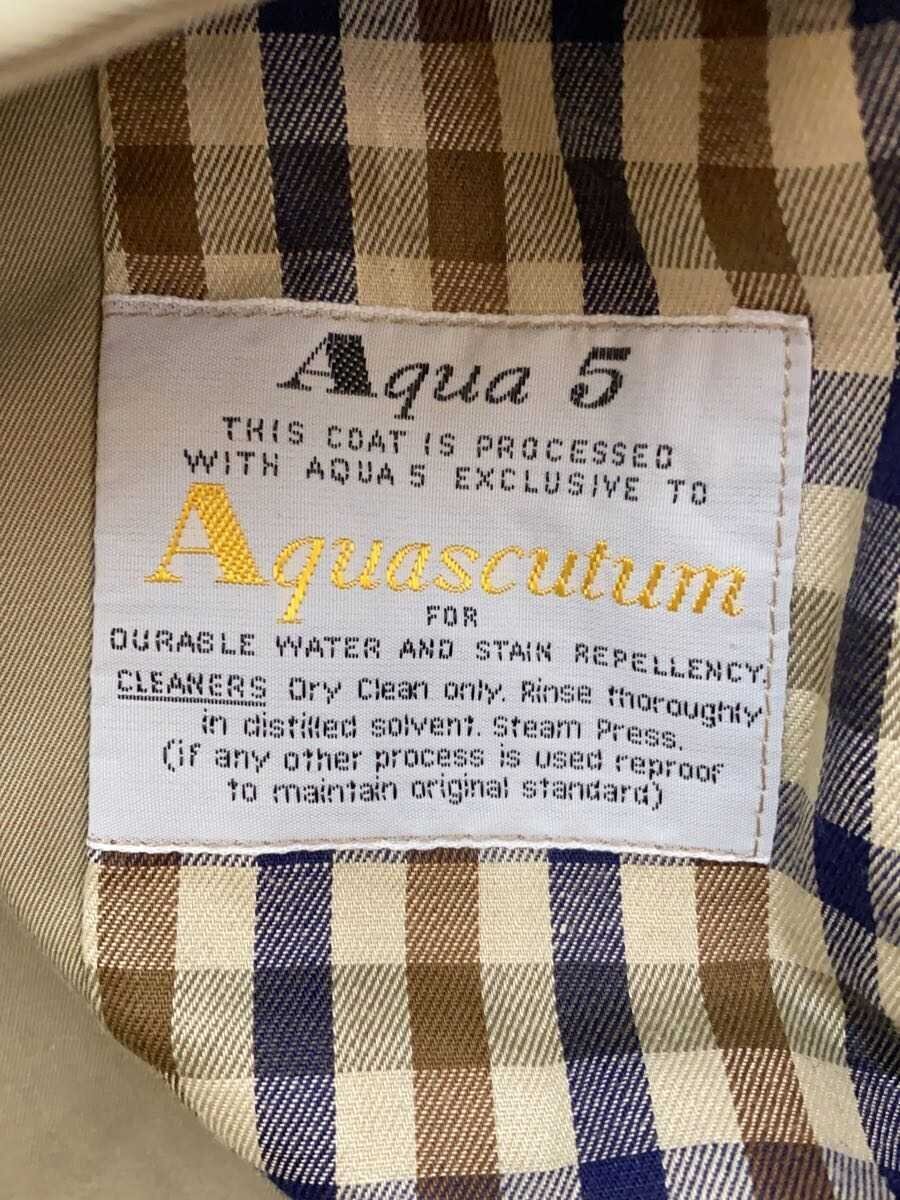 Aqua 5
THIS COAT IS PROCESSED
WITH AQUA 5 EXCLUSIVE TO
Aquascutum
FOR
DURABLE WATER AND STAIN REPELLENCY.
CLEANERS Dry Clean only. Rinse thoroughly
in distilled solvent. Steam Press.
(if any other process is used reproof
to maintain original standard)